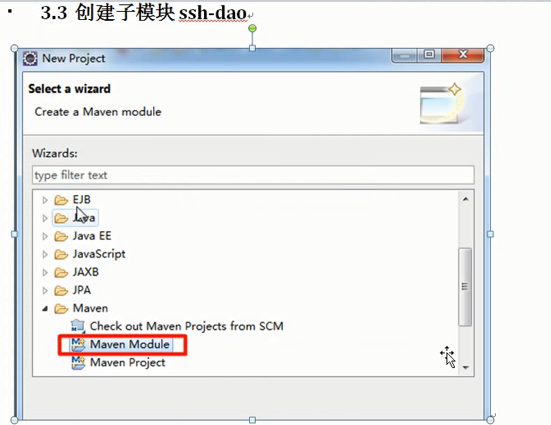 3.3 创建子模块 ssh-dao
New Project
Select a wizard
Create a Maven module
Wizards:
type filter text
EJB
Java
Java EE
JavaScript
JAXB
JPA
Maven
Check out Maven Projects from SCM
Maven Module
Maven Project